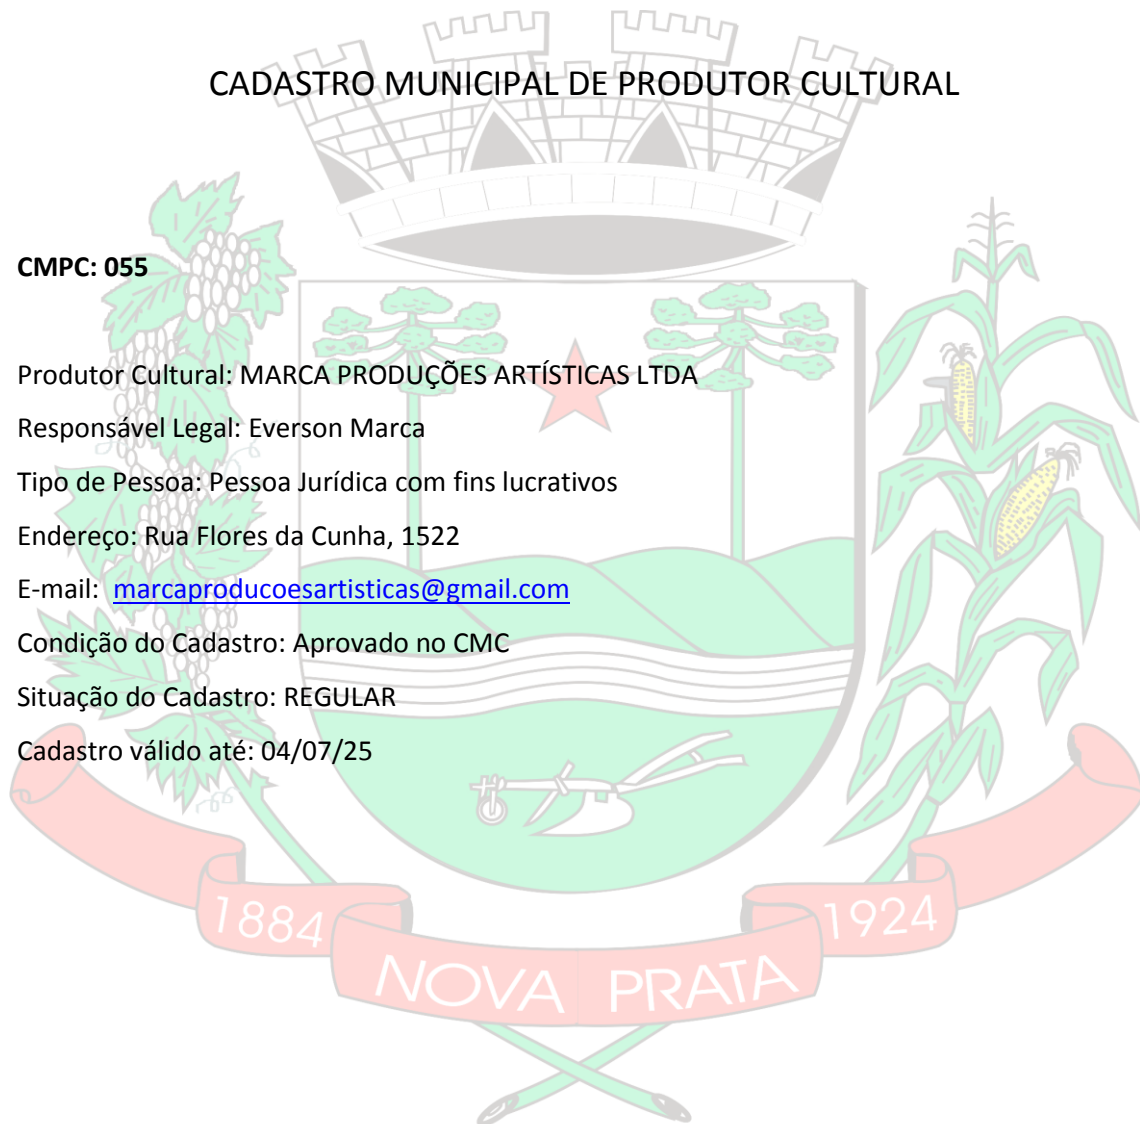 CADASTRO MUNICIPAL DE PRODUTOR CULTURAL
CMPC: 055
Produtor Cultural: MARCA PRODUÇÕES ARTÍSTICAS LTDA
Responsável Legal: Everson Marca
Tipo de Pessoa: Pessoa Jurídica com fins lucrativos
Endereço: Rua Flores da Cunha, 1522
E-mail: marcaproducoesartisticas@gmail.com
Condição do Cadastro: Aprovado no CMC
Situação do Cadastro: REGULAR
Cadastro válido até: 04/07/25
1884
NOVA PRATA
1924